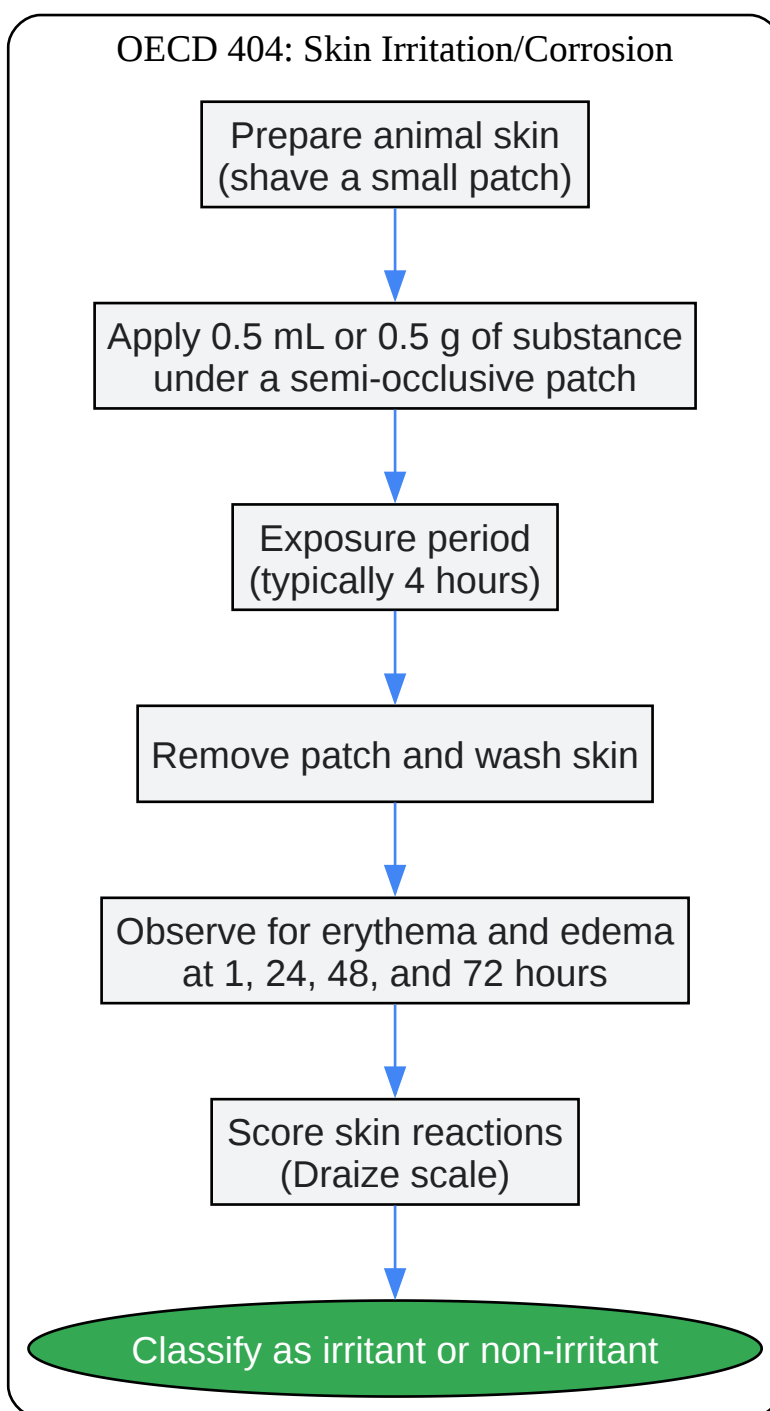 OECD 404: Skin Irritation/Corrosion
Prepare animal skin
(shave a small patch)
Apply 0.5 mL or 0.5 g of substance
under a semi-occlusive patch
Exposure period
(typically 4 hours)
Remove patch and wash skin
Observe for erythema and edema
at 1, 24, 48, and 72 hours
Score skin reactions
(Draize scale)
Classify as irritant or non-irritant